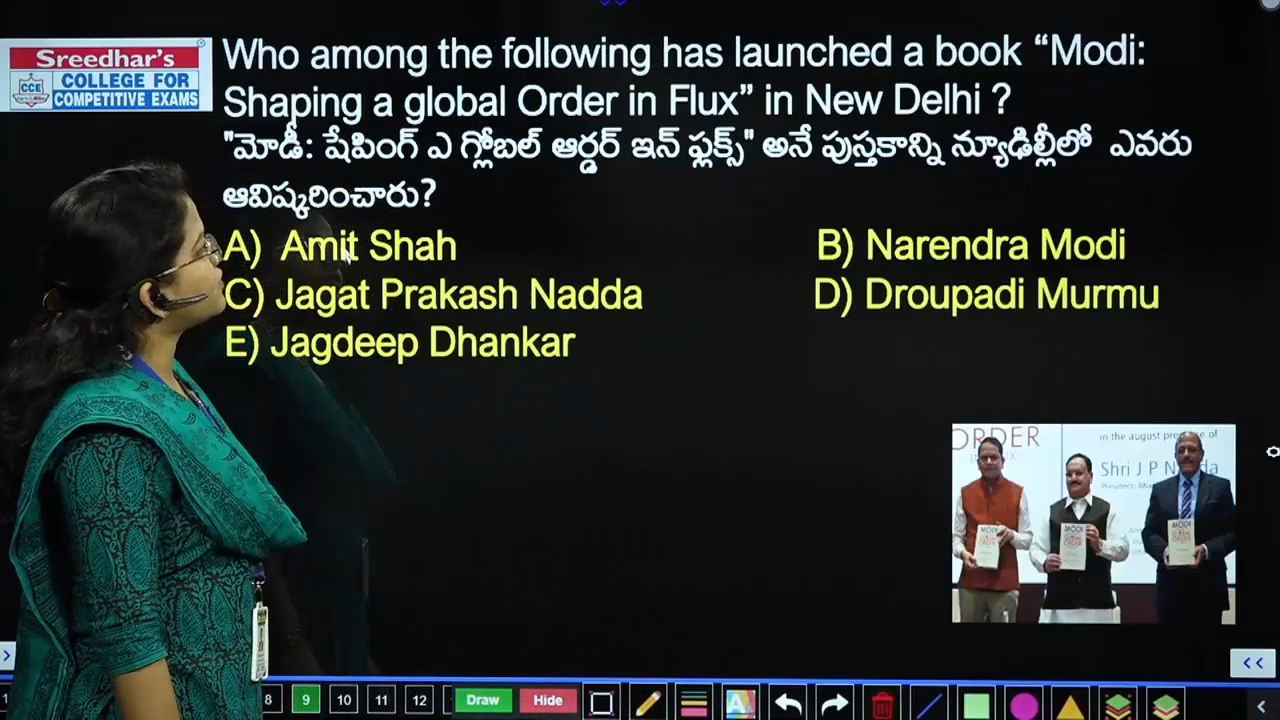 Sreedhar's
CCE
COLLEGE FOR
COMPETITIVE EXAMS
Who among the following has launched a book “Modi:
Shaping a global Order in Flux” in New Delhi ?
"మోడీ: షేపింగ్ ఎ గ్లోబల్ ఆర్డర్ ఇన్ ఫ్లక్స్" అనే పుస్తకాన్ని న్యూఢిల్లీలో ఎవరు
ఆవిష్కరించారు?
A) Amit Shah
B) Narendra Modi
C) Jagat Prakash Nadda
D) Droupadi Murmu
E) Jagdeep Dhankar
ORDER
in the august
of
Shri J P
MODI
MODI
MODI
8 9 10 11 12 Draw Hide